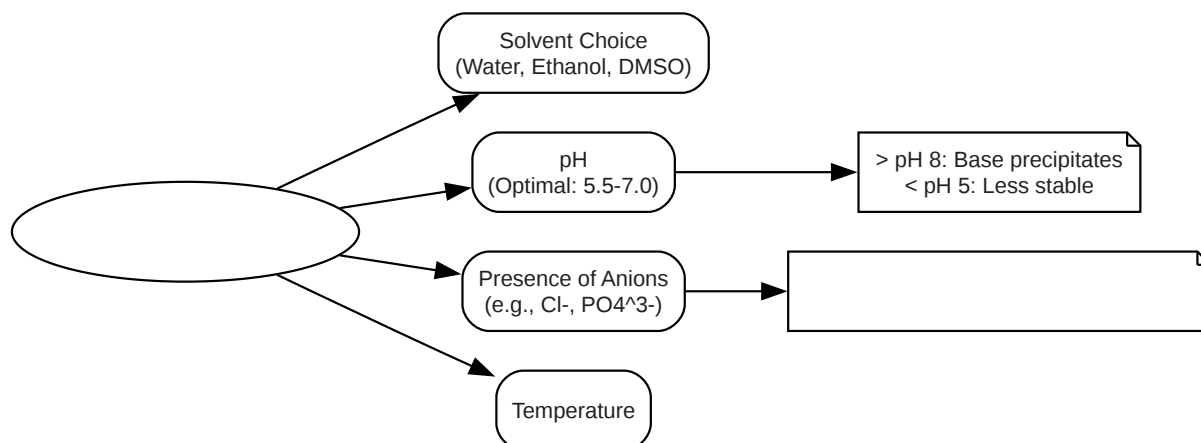 Solvent Choice
(Water, Ethanol, DMSO)
pH
(Optimal: 5.5-7.0)
> pH 8: Base precipitates
< pH 5: Less stable
Presence of Anions
(e.g., Cl-, PO4^3-)
Temperature